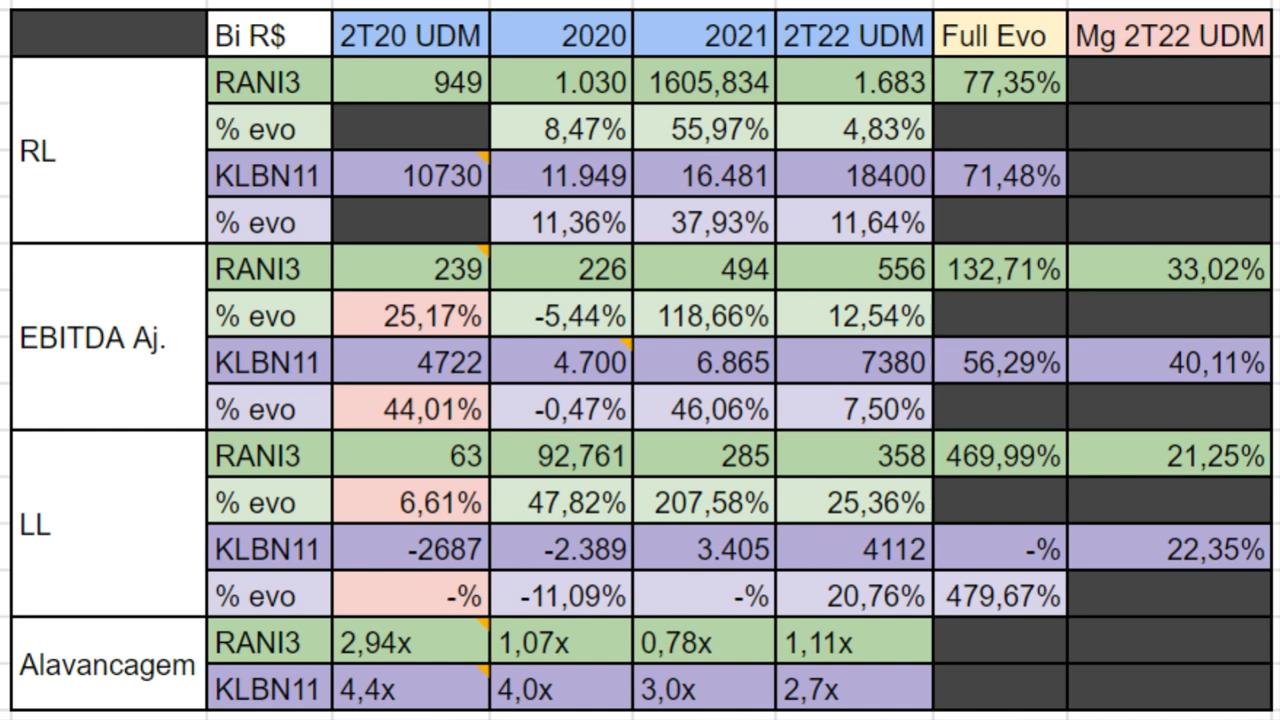 Bi R$ 2T20 UDM 2020 2021 2T22 UDM Full Evo Mg 2T22 UDM
RL
RANI3 949 1.030 1605,834 1.683 77,35%
% evo 8,47% 55,97% 4,83%
KLBN11 10730 11.949 16.481 18400 71,48%
% evo 11,36% 37,93% 11,64%
EBITDA Aj.
RANI3 239 226 494 556 132,71% 33,02%
% evo 25,17% -5,44% 118,66% 12,54%
KLBN11 4722 4.700 6.865 7380 56,29% 40,11%
% evo 44,01% -0,47% 46,06% 7,50%
LL
RANI3 63 92,761 285 358 469,99% 21,25%
% evo 6,61% 47,82% 207,58% 25,36%
KLBN11 -2687 -2.389 3.405 4112 -% 22,35%
% evo -% -11,09% -% 20,76% 479,67%
Alavancagem
RANI3 2,94x 1,07x 0,78x 1,11x
KLBN11 4,4x 4,0x 3,0x 2,7x